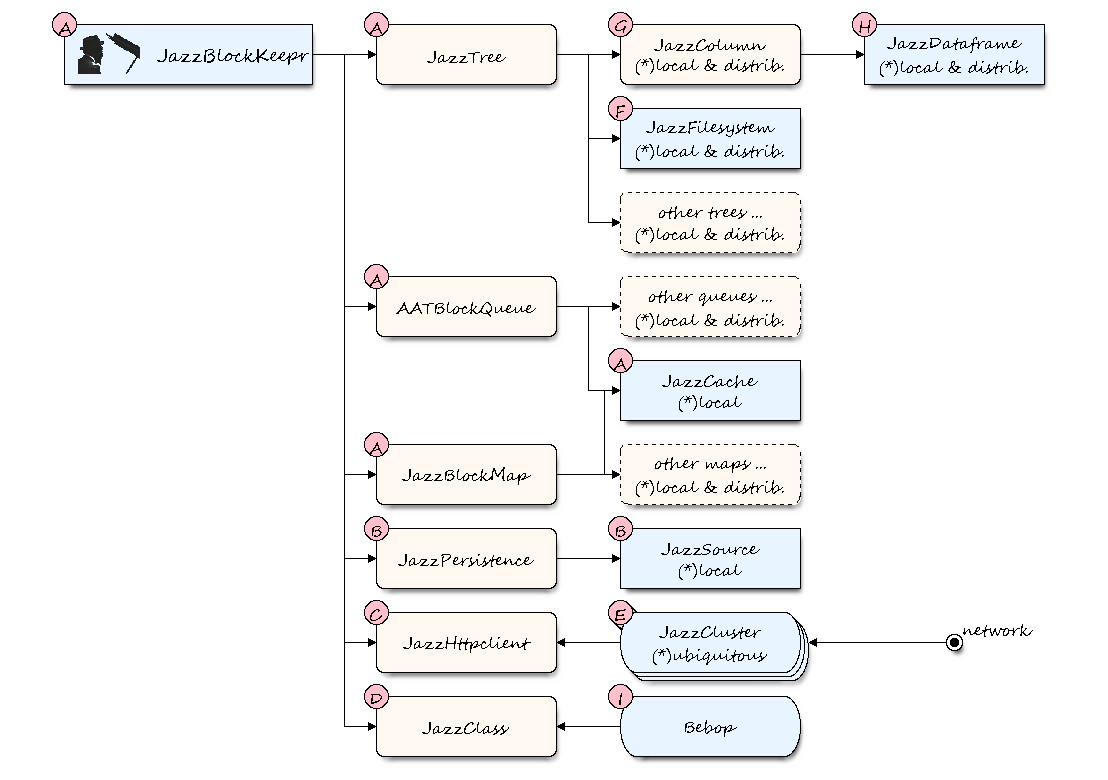 A
JazzBlockKeepr
A
JazzTree
G
JazzColumn
(*)local & distrib.
H
JazzDataframe
(*)local & distrib.
F
JazzFilesystem
(*)local & distrib.
other trees ...
(*)local & distrib.
A
AATBlockQueue
other queues ...
(*)local & distrib.
A
JazzCache
(*)local
A
JazzBlockMap
other maps ...
(*)local & distrib.
B
JazzPersistence
B
JazzSource
(*)local
C
JazzHttpclient
E
JazzCluster
(*)ubiquitous
network
D
JazzClass
I
Bebop